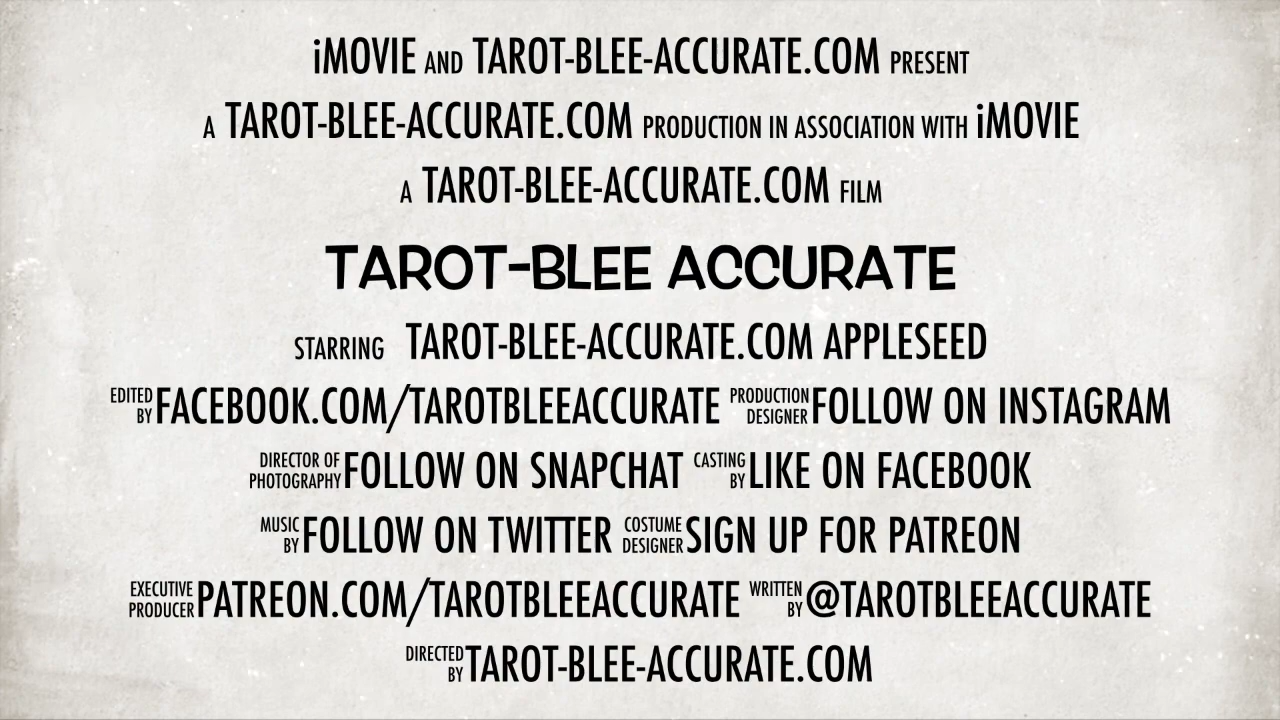 iMOVIE AND TAROT-BLEE-ACCURATE.COM PRESENT
A TAROT-BLEE-ACCURATE.COM PRODUCTION IN ASSOCIATION WITH iMOVIE
A TAROT-BLEE-ACCURATE.COM FILM
TAROT-BLEE ACCURATE
STARRING TAROT-BLEE-ACCURATE.COM APPLESEED
EDITED BY FACEBOOK.COM/TAROTBLEEACCURATE PRODUCTION DESIGNER FOLLOW ON INSTAGRAM
DIRECTOR OF PHOTOGRAPHY FOLLOW ON SNAPCHAT CASTING BY LIKE ON FACEBOOK
MUSIC BY FOLLOW ON TWITTER COSTUME DESIGNER SIGN UP FOR PATREON
EXECUTIVE PRODUCER PATREON.COM/TAROTBLEEACCURATE WRITTEN BY @TAROTBLEEACCURATE
DIRECTED BY TAROT-BLEE-ACCURATE.COM